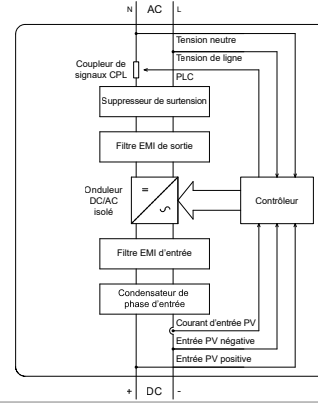 N AC L
Tension neutre
Tension de ligne
Coupleur de
signaux CPL
PLC
Suppresseur de surtension
Filtre EMI de sortie
Onduleur
DC/AC
isolé
=
Contrôleur
Filtre EMI d'entrée
Condensateur de
phase d'entrée
Courant d'entrée PV
Entrée PV négative
Entrée PV positive
+ DC -